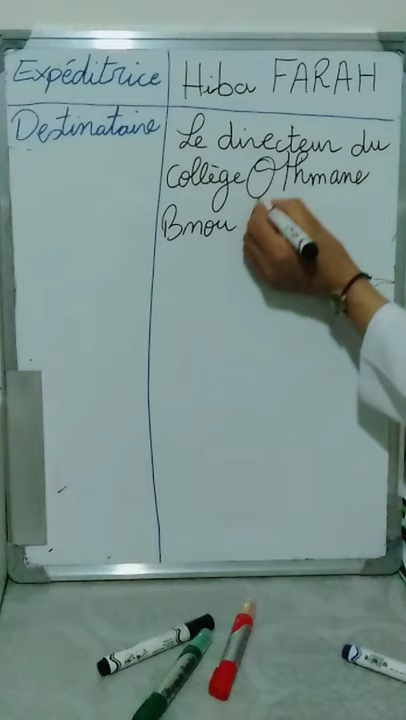 Expéditrice Hiba FARAH
Destinataire Le directeur du
collège Othmane
Bnou